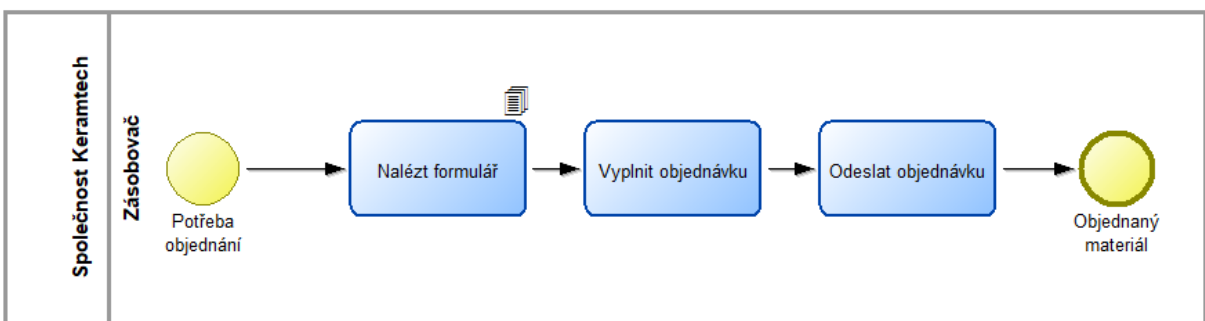 Společnost Keramtech
Zásobovač
Potřeba
objednání
Nalézt formulář
Vyplnit objednávku
Odeslat objednávku
Objednaný
materiál